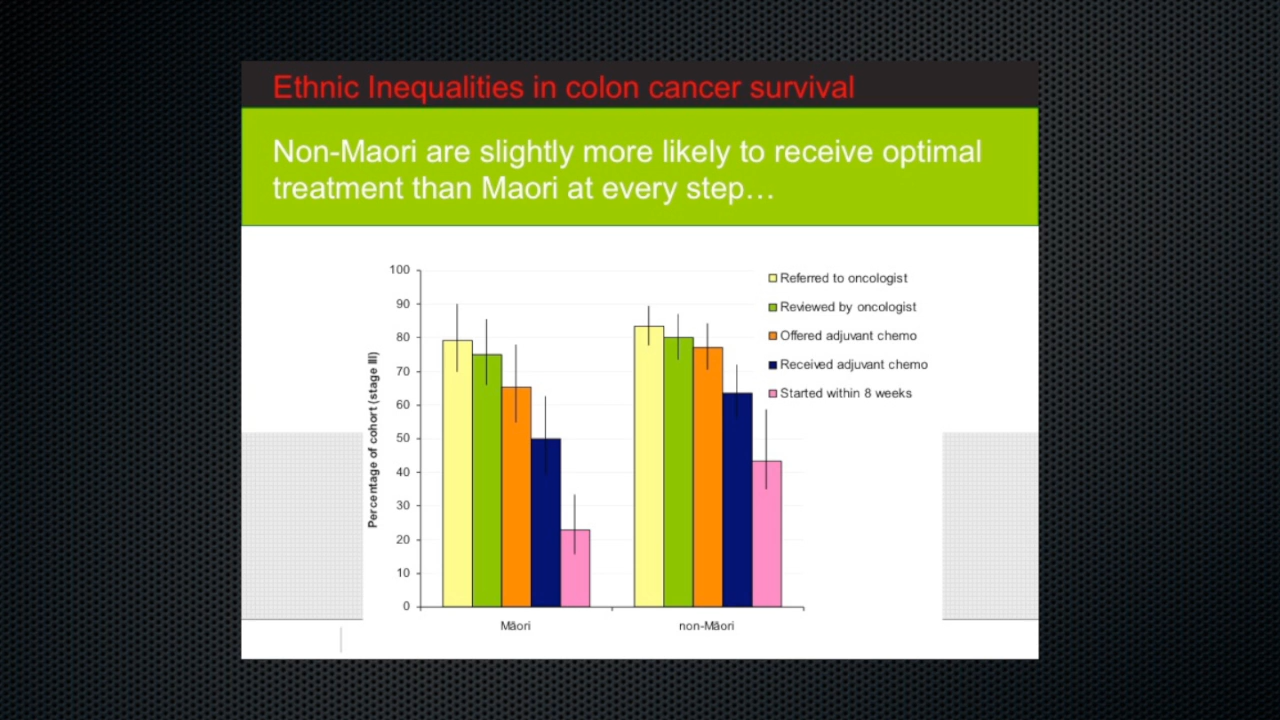 Ethnic Inequalities in colon cancer survival
Non-Maori are slightly more likely to receive optimal
treatment than Maori at every step…
Percentage of cohort (stage III)
100
90
80
70
60
50
40
30
20
10
0
Māori
non-Māori
Referred to oncologist
Reviewed by oncologist
Offered adjuvant chemo
Received adjuvant chemo
Started within 8 weeks